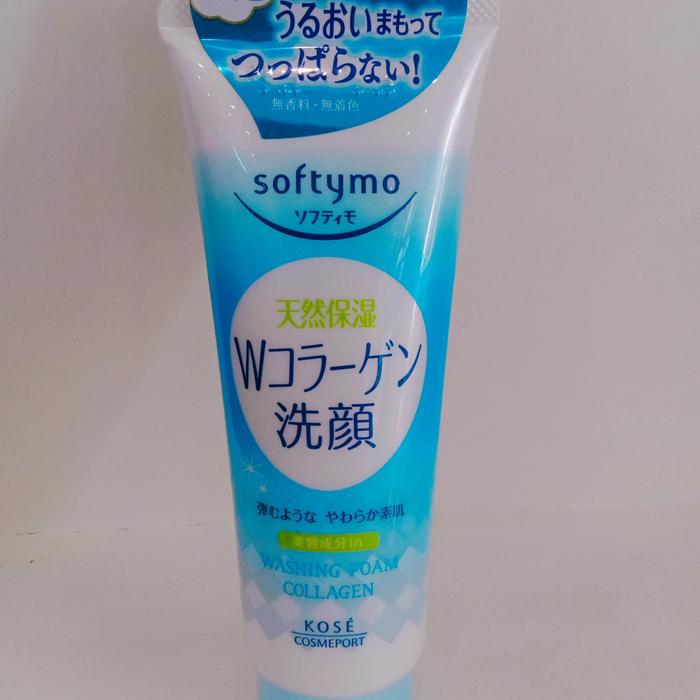 うるおいまもって
つっぱらない!
無香料・無着色
softymo
ソフティモ
天然保湿
Wコラーゲン
洗顔
弾むような やわらか素肌
美容成分in
WASHING FOAM
COLLAGEN
KOSÉ
COSMEPORT